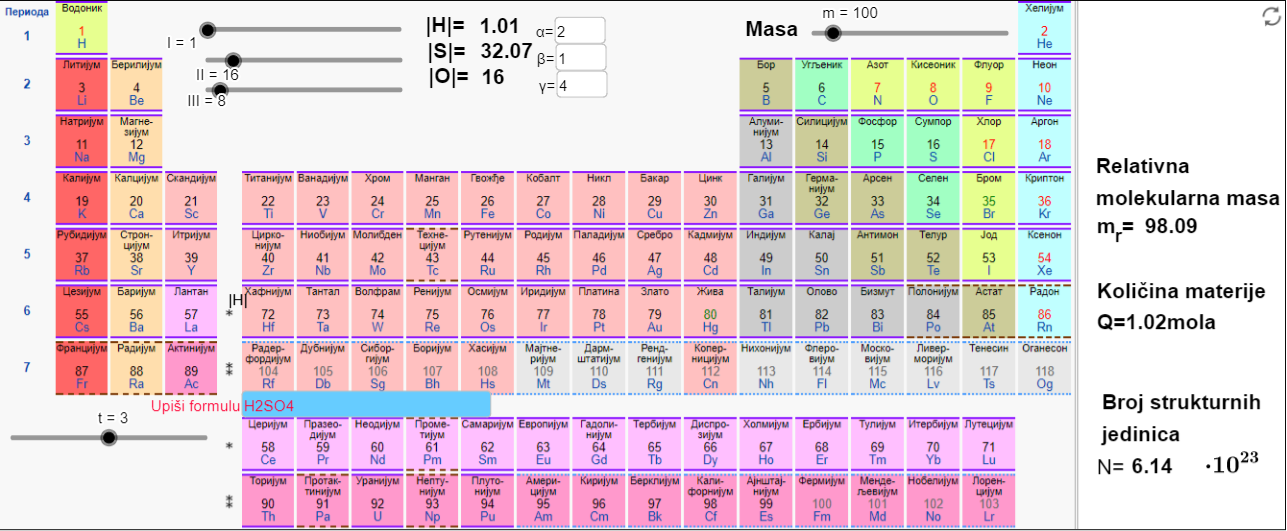 Периода
Водоник
1
H
Хелијум
2
He
1
I = 1
II = 16
III = 8
|H|= 1.01
|S|= 32.07
|O|= 16
α= 2
β= 1
γ= 4
Masa
m = 100
2
Литијум Берилијум Бор Угљеник Азот Кисеоник Флуор Неон
3 4 5 6 7 8 9 10
Li Be B C N O F Ne
3
Натријум Магне-зијум Алуми-нијум Силицијум Фосфор Сумпор Хлор Аргон
11 12 13 14 15 16 17 18
Na Mg Al Si P S Cl Ar
4
Калијум Калцијум Скандијум Титанијум Ванадијум Хром Манган Гвожђе Кобалт Никл Бакар Цинк Галијум Герма-нијум Арсен Селен Бром Криптон
19 20 21 22 23 24 25 26 27 28 29 30 31 32 33 34 35 36
K Ca Sc Ti V Cr Mn Fe Co Ni Cu Zn Ga Ge As Se Br Kr
5
Рубидијум Строн-цијум Итријум Цирко-нијум Ниобијум Молибден Техне-цијум Рутенијум Родијум Паладијум Сребро Кадмијум Индијум Калај Антимон Телур Јод Ксенон
37 38 39 40 41 42 43 44 45 46 47 48 49 50 51 52 53 54
Rb Sr Y Zr Nb Mo Tc Ru Rh Pd Ag Cd In Sn Sb Te I Xe
6
|H|
*
Цезијум Баријум Лантан Хафнијум Тантал Волфрам Ренијум Осмијум Иридијум Платина Злато Жива Талијум Олово Бизмут Полонијум Астат Радон
55 56 57 72 73 74 75 76 77 78 79 80 81 82 83 84 85 86
Cs Ba La Hf Ta W Re Os Ir Pt Au Hg Tl Pb Bi Po At Rn
7
**
Францијум Радијум Актинијум Радер-фордијум Дубнијум Сибор-гијум Боријум Хасијум Мајтне-ријум Дарм-штатијум Ренд-генијум Копер-ницијум Нихонијум Флеро-вијум Моско-вијум Ливер-моријум Тенесин Оганесон
87 88 89 104 105 106 107 108 109 110 111 112 113 114 115 116 117 118
Fr Ra Ac Rf Db Sg Bh Hs Mt Ds Rg Cn Nh Fl Mc Lv Ts Og
Upiši formulu H2SO4
t = 3
*
Церијум Празео-дијум Неодијум Проме-тијум Самаријум Европијум Гадоли-нијум Тербијум Диспро-зијум Холмијум Ербијум Тулијум Итербијум Лутецијум
58 59 60 61 62 63 64 65 66 67 68 69 70 71
Ce Pr Nd Pm Sm Eu Gd Tb Dy Ho Er Tm Yb Lu
**
Торијум Протак-тинијум Уранијум Непту-нијум Плуто-нијум Амери-цијум Киријум Берклијум Кали-форнијум Ајнштај-нијум Фермијум Менде-љевијум Нобелијум Лорен-цијум
90 91 92 93 94 95 96 97 98 99 100 101 102 103
Th Pa U Np Pu Am Cm Bk Cf Es Fm Md No Lr
Relativna
molekularna masa
mr= 98.09
Količina materije
Q=1.02mola
Broj strukturnih
jedinica
N= 6.14 ·10²³